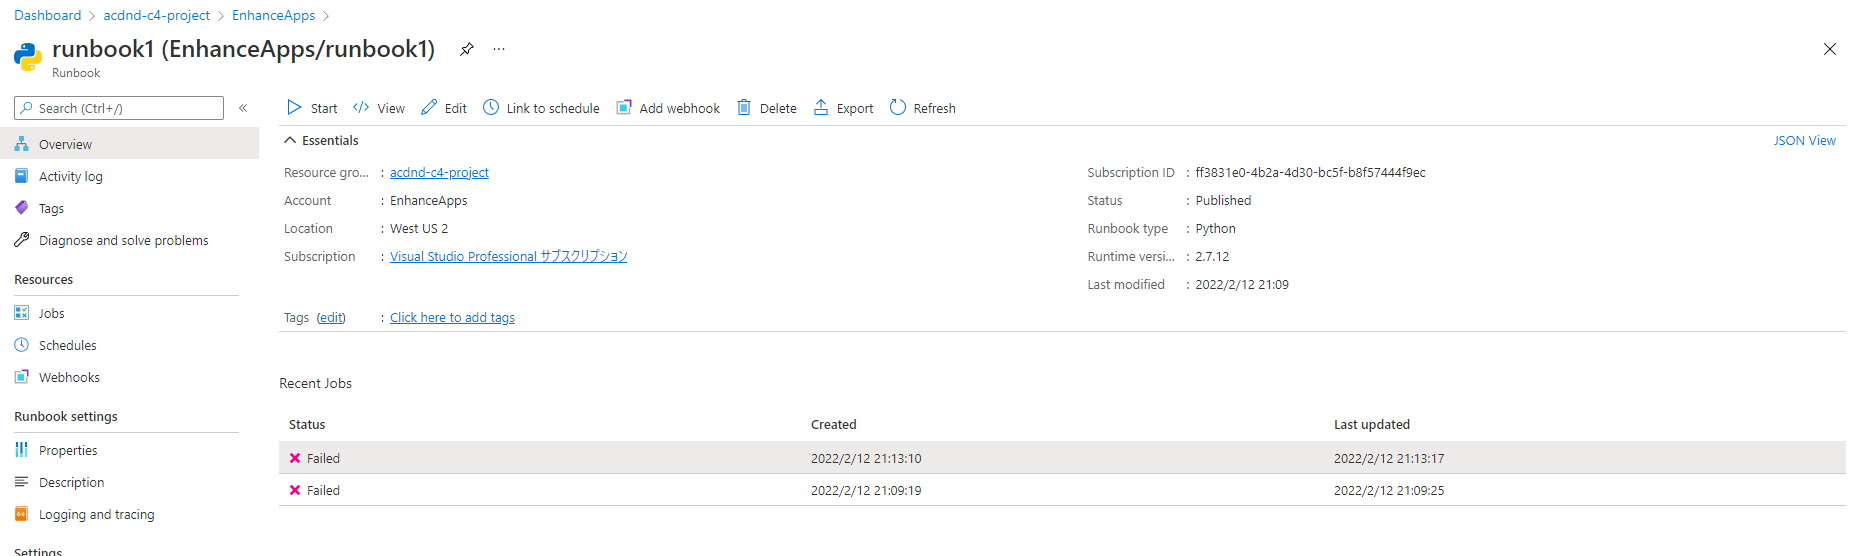 Dashboard > acdnd-c4-project > EnhanceApps >
runbook1 (EnhanceApps/runbook1)
Runbook
Search (Ctrl+/)
Start View Edit Link to schedule Add webhook Delete Export Refresh
Overview
Activity log
Tags
Diagnose and solve problems
Resources
Jobs
Schedules
Webhooks
Runbook settings
Properties
Description
Logging and tracing
Settings
Essentials
JSON View
Resource gro... : acdnd-c4-project
Account : EnhanceApps
Location : West US 2
Subscription : Visual Studio Professional サブスクリプション
Subscription ID : ff3831e0-4b2a-4d30-bc5f-b8f57444f9ec
Status : Published
Runbook type : Python
Runtime versi... : 2.7.12
Last modified : 2022/2/12 21:09
Tags (edit) : Click here to add tags
Recent Jobs
Status Created Last updated
Failed 2022/2/12 21:13:10 2022/2/12 21:13:17
Failed 2022/2/12 21:09:19 2022/2/12 21:09:25